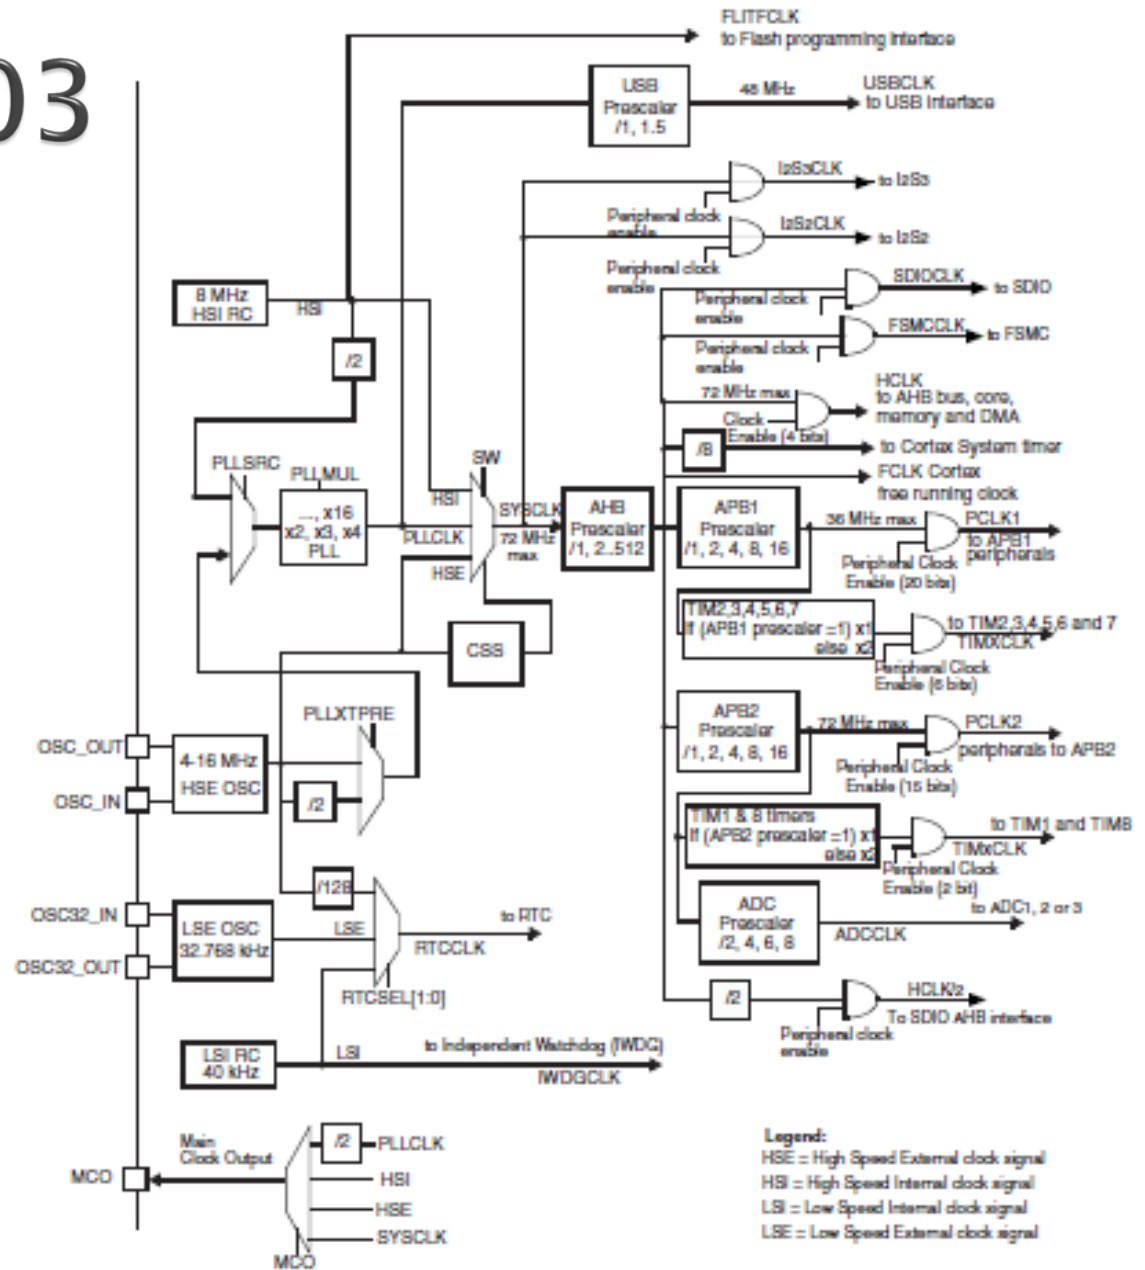 03
FLITFCLK
to Flash programming interface
USB
Prescaler
/1, 1.5
48 MHz
USBCLK
to USB interface
I2S3CLK
to I2S3
Peripheral clock
enable
I2S2CLK
to I2S2
Peripheral clock
enable
8 MHz
HSI RC
HSI
SDIOCLK
to SDIO
Peripheral clock
enable
FSMCCLK
to FSMC
Peripheral clock
enable
/2
HCLK
to AHB bus, core,
memory and DMA
72 MHz max
Clock
Enable (4 bits)
/8
to Cortex System timer
FCLK Cortex
free running clock
PLLSRC
PLLMUL
..., x16
x2, x3, x4
PLL
SW
HSI
PLLCLK
HSE
SYSCLK
72 MHz
max
AHB
Prescaler
/1, 2..512
APB1
Prescaler
/1, 2, 4, 8, 16
36 MHz max
PCLK1
to APB1
peripherals
Peripheral Clock
Enable (20 bits)
TIM2,3,4,5,6,7
If (APB1 prescaler =1) x1
else x2
to TIM2,3,4,5,6 and 7
TIMXCLK
Peripheral Clock
Enable (6 bits)
CSS
PLLXTPRE
OSC_OUT
OSC_IN
4-16 MHz
HSE OSC
/2
APB2
Prescaler
/1, 2, 4, 8, 16
72 MHz max
PCLK2
peripherals to APB2
Peripheral Clock
Enable (15 bits)
TIM1 & 8 timers
If (APB2 prescaler =1) x1
else x2
to TIM1 and TIM8
TIMxCLK
Peripheral Clock
Enable (2 bit)
/128
OSC32_IN
OSC32_OUT
LSE OSC
32.768 kHz
LSE
to RTC
RTCCLK
RTCSEL[1:0]
ADC
Prescaler
/2, 4, 6, 8
to ADC1, 2 or 3
ADCCLK
/2
HCLK/2
To SDIO AHB interface
Peripheral clock
enable
LSI RC
40 kHz
LSI
to Independent Watchdog (IWDG)
IWDGCLK
Main
Clock Output
MCO
/2
PLLCLK
HSI
HSE
SYSCLK
MCO
Legend:
HSE = High Speed External clock signal
HSI = High Speed Internal clock signal
LSI = Low Speed Internal clock signal
LSE = Low Speed External clock signal